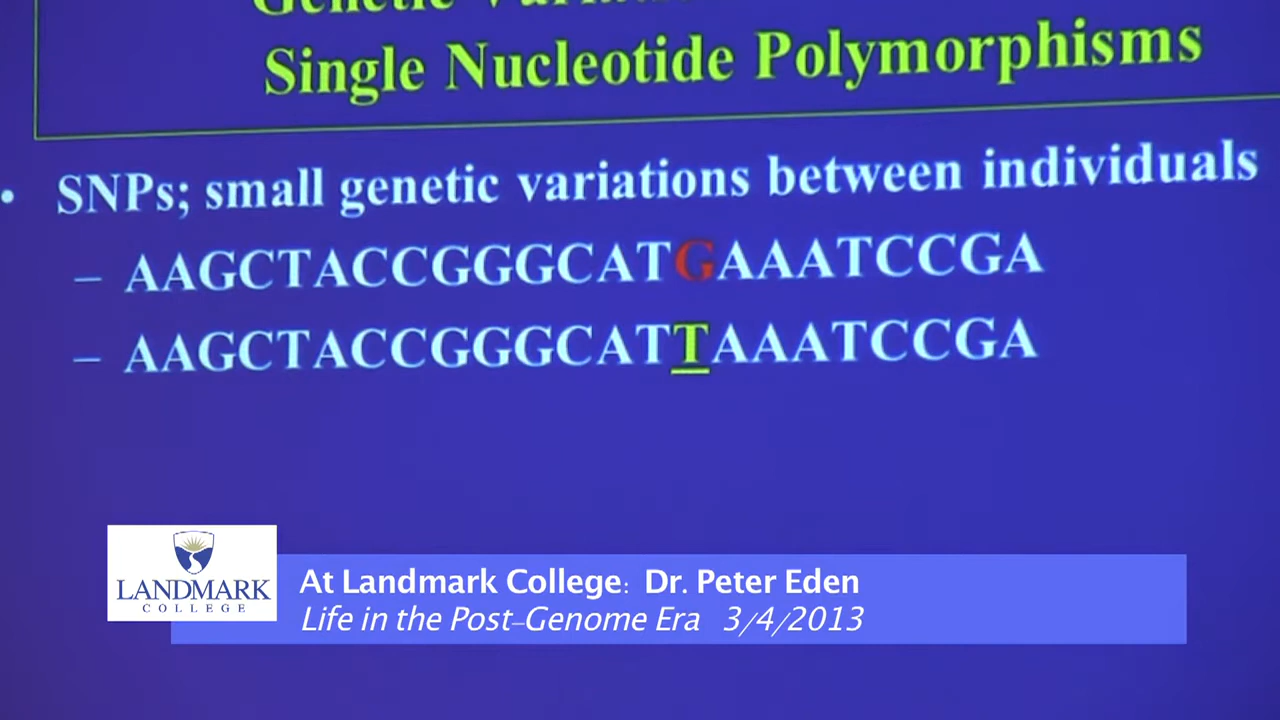 Genetic
Single Nucleotide Polymorphisms
• SNPs; small genetic variations between individuals
– AAGCTACCGGGCATGAAATCCGA
– AAGCTACCGGGCATTAAATCCGA
LANDMARK
COLLEGE
At Landmark College: Dr. Peter Eden
Life in the Post–Genome Era 3/4/2013